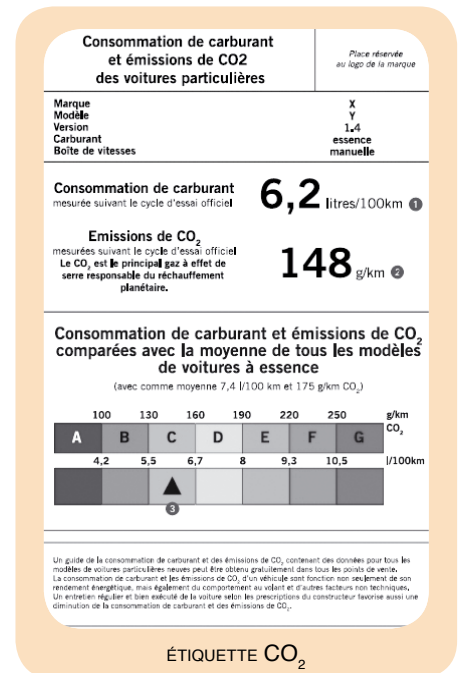 Consommation de carburant
et émissions de CO2
des voitures particulières
Place réservée
au logo de la marque
Marque X
Modèle Y
Version 1.4
Carburant essence
Boîte de vitesses manuelle
Consommation de carburant
mesurée suivant le cycle d'essai officiel
6,2 litres/100km 1
Emissions de CO₂
mesurées suivant le cycle d'essai officiel
Le CO₂ est le principal gaz à effet de
serre responsable du réchauffement
planétaire.
148 g/km 2
Consommation de carburant et émissions de CO₂
comparées avec la moyenne de tous les modèles
de voitures à essence
(avec comme moyenne 7,4 l/100 km et 175 g/km CO₂)
100 130 160 190 220 250 g/km
A B C D E F G CO₂
4,2 5,5 6,7 8 9,3 10,5 l/100km
3
Un guide de la consommation de carburant et des émissions de CO₂ contenant des données pour tous les
modèles de voitures particulières neuves peut être obtenu gratuitement dans tous les points de vente.
La consommation de carburant et les émissions de CO₂ d'un véhicule sont fonction non seulement de son
rendement énergétique, mais également du comportement au volant et d'autres facteurs non techniques.
Un entretien régulier et bien exécuté de la voiture selon les prescriptions du constructeur favorise aussi une
diminution de la consommation de carburant et des émissions de CO₂.
ÉTIQUETTE CO₂